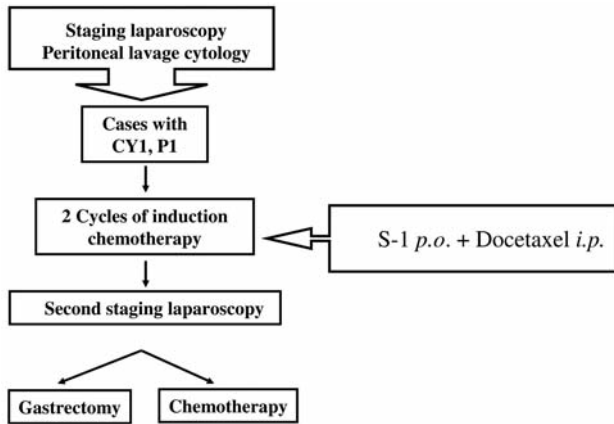 Staging laparoscopy
Peritoneal lavage cytology
Cases with
CY1, P1
2 Cycles of induction
chemotherapy
S-1 p.o. + Docetaxel i.p.
Second staging laparoscopy
Gastrectomy
Chemotherapy